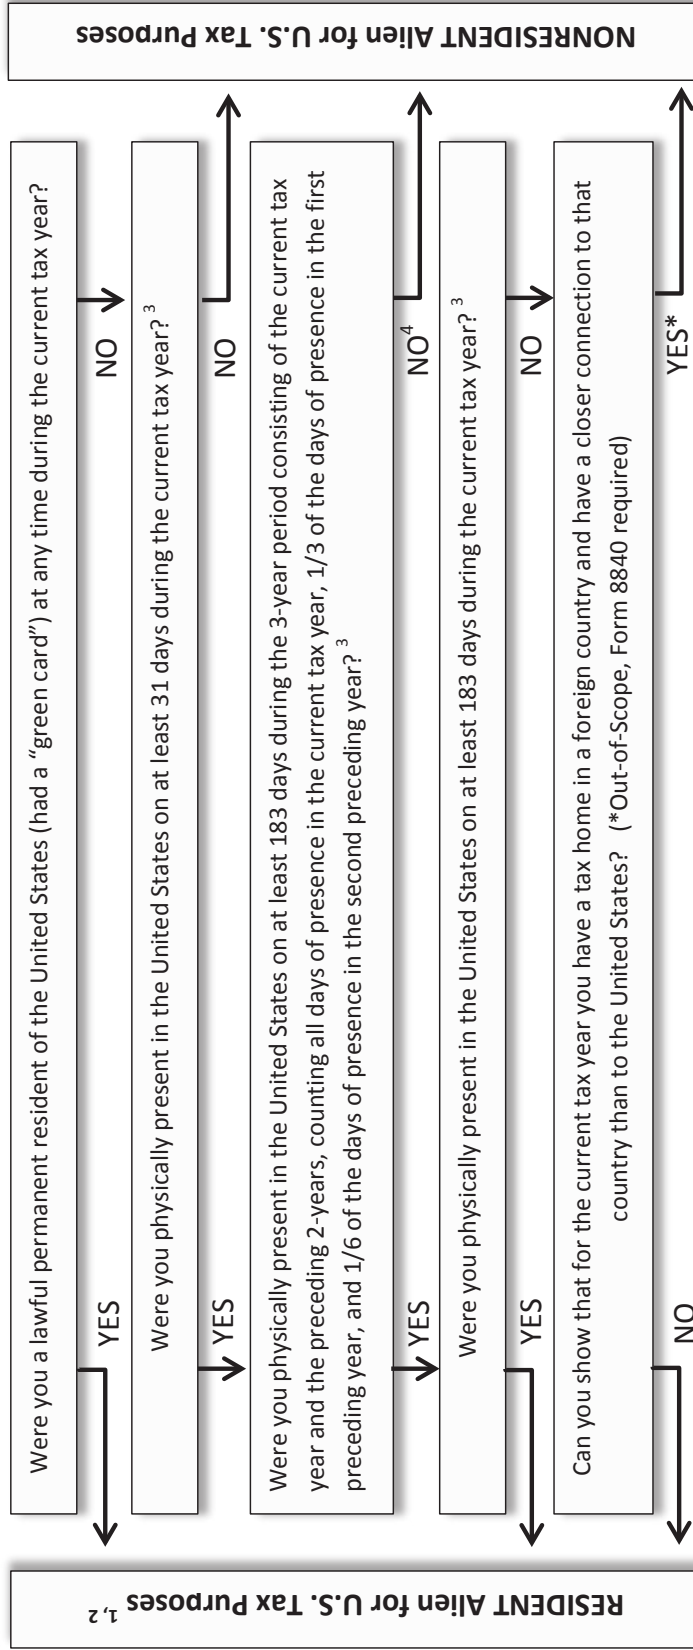 Were you a lawful permanent resident of the United States (had a “green card”) at any time during the current tax year?
YES
NO
Were you physically present in the United States on at least 31 days during the current tax year? 3
YES
NO
Were you physically present in the United States on at least 183 days during the 3-year period consisting of the current tax
year and the preceding 2-years, counting all days of presence in the current tax year, 1/3 of the days of presence in the first
preceding year, and 1/6 of the days of presence in the second preceding year? 3
YES
NO4
Were you physically present in the United States on at least 183 days during the current tax year? 3
YES
NO
Can you show that for the current tax year you have a tax home in a foreign country and have a closer connection to that
country than to the United States? (*Out-of-Scope, Form 8840 required)
NO
YES*
RESIDENT Alien for U.S. Tax Purposes 1, 2
NONRESIDENT Alien for U.S. Tax Purposes